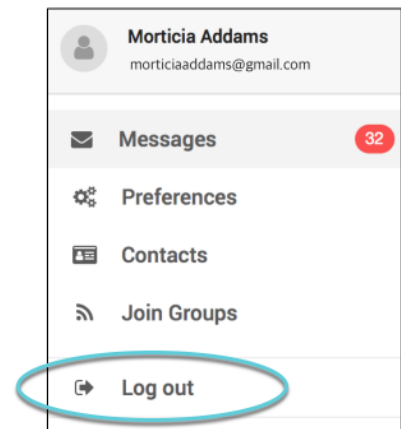 Morticia Addams
morticiaaddams@gmail.com
Messages 32
Preferences
Contacts
Join Groups
Log out